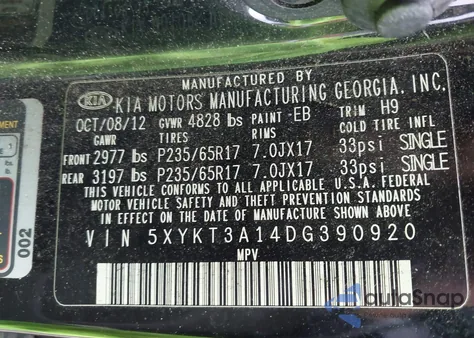 MANUFACTURED BY
KIA KIA MOTORS MANUFACTURING GEORGIA, INC.
OCT/08/12 GVWR 4828 lbs PAINT -EB TRIM H9
GAWR TIRES RIMS COLD TIRE INFL
FRONT 2977 lbs P235/65R17 7.0JX17 33psi SINGLE
REAR 3197 lbs P235/65R17 7.0JX17 33psi SINGLE
THIS VEHICLE CONFORMS TO ALL APPLICABLE U.S.A. FEDERAL
MOTOR VEHICLE SAFETY AND THEFT PREVENTION STANDARDS
IN EFFECT ON THE DATE OF MANUFACTURE SHOWN ABOVE
VIN 5XYKT3A14DG390920
MPV
002
autoSnap